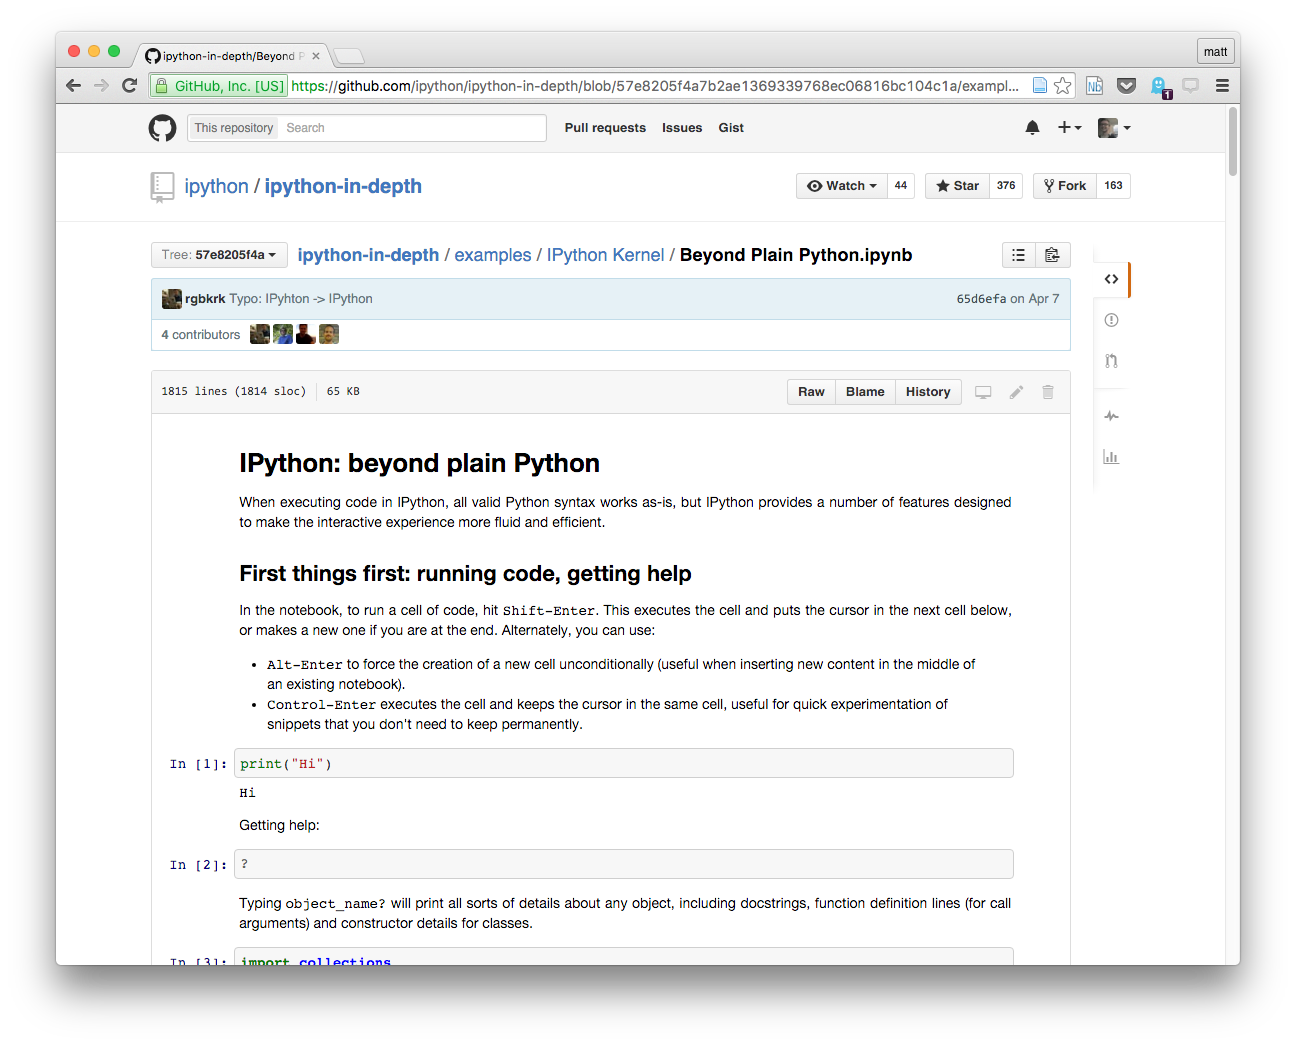 ipython-in-depth/Beyond P
matt
GitHub, Inc. [US] https://github.com/ipython/ipython-in-depth/blob/57e8205f4a7b2ae1369339768ec06816bc104c1a/exampl...
Nb
1
This repository Search Pull requests Issues Gist
ipython / ipython-in-depth
Watch 44 Star 376 Fork 163
Tree: 57e8205f4a ipython-in-depth / examples / IPython Kernel / Beyond Plain Python.ipynb
rgbkrk Typo: IPyhton -> IPython 65d6efa on Apr 7
4 contributors
1815 lines (1814 sloc) 65 KB Raw Blame History
IPython: beyond plain Python
When executing code in IPython, all valid Python syntax works as-is, but IPython provides a number of features designed
to make the interactive experience more fluid and efficient.
First things first: running code, getting help
In the notebook, to run a cell of code, hit Shift-Enter. This executes the cell and puts the cursor in the next cell below,
or makes a new one if you are at the end. Alternately, you can use:
• Alt-Enter to force the creation of a new cell unconditionally (useful when inserting new content in the middle of
an existing notebook).
• Control-Enter executes the cell and keeps the cursor in the same cell, useful for quick experimentation of
snippets that you don't need to keep permanently.
In [1]: print("Hi")
Hi
Getting help:
In [2]: ?
Typing object_name? will print all sorts of details about any object, including docstrings, function definition lines (for call
arguments) and constructor details for classes.
In [3]: import collections